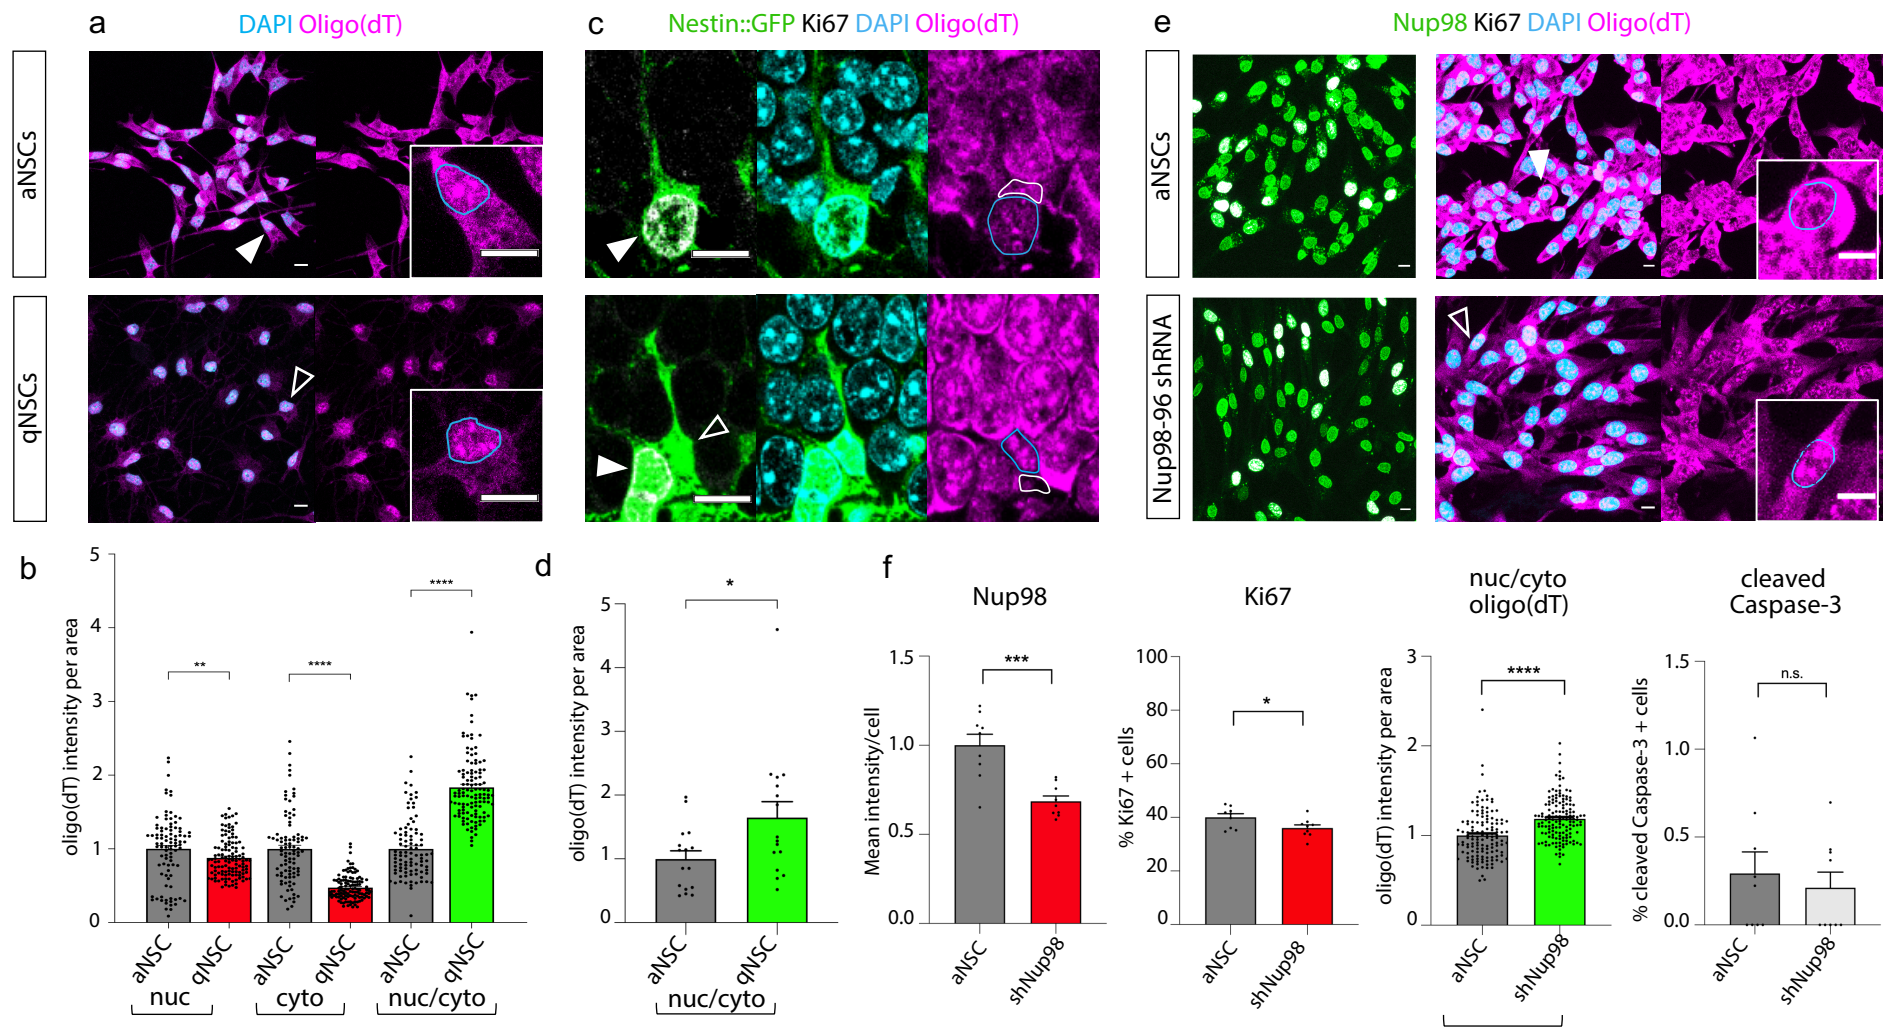 a
DAPI Oligo(dT)
aNSCs
qNSCs
c
Nestin::GFP Ki67 DAPI Oligo(dT)
e
Nup98 Ki67 DAPI Oligo(dT)
aNSCs
Nup98-96 shRNA
b
oligo(dT) intensity per area
5
4
3
2
1
0
**
****
****
aNSC
qNSC
aNSC
qNSC
aNSC
qNSC
nuc
cyto
nuc/cyto
d
oligo(dT) intensity per area
5
4
3
2
1
0
*
aNSC
qNSC
nuc/cyto
f
Nup98
Mean intensity/cell
1.5
1.0
0.5
0.0
***
aNSC
shNup98
Ki67
% Ki67 + cells
100
80
60
40
20
0
*
aNSC
shNup98
nuc/cyto
oligo(dT)
oligo(dT) intensity per area
3
2
1
0
****
aNSC
shNup98
cleaved
Caspase-3
% cleaved Caspase-3 + cells
1.5
1.0
0.5
0.0
n.s.
aNSC
shNup98